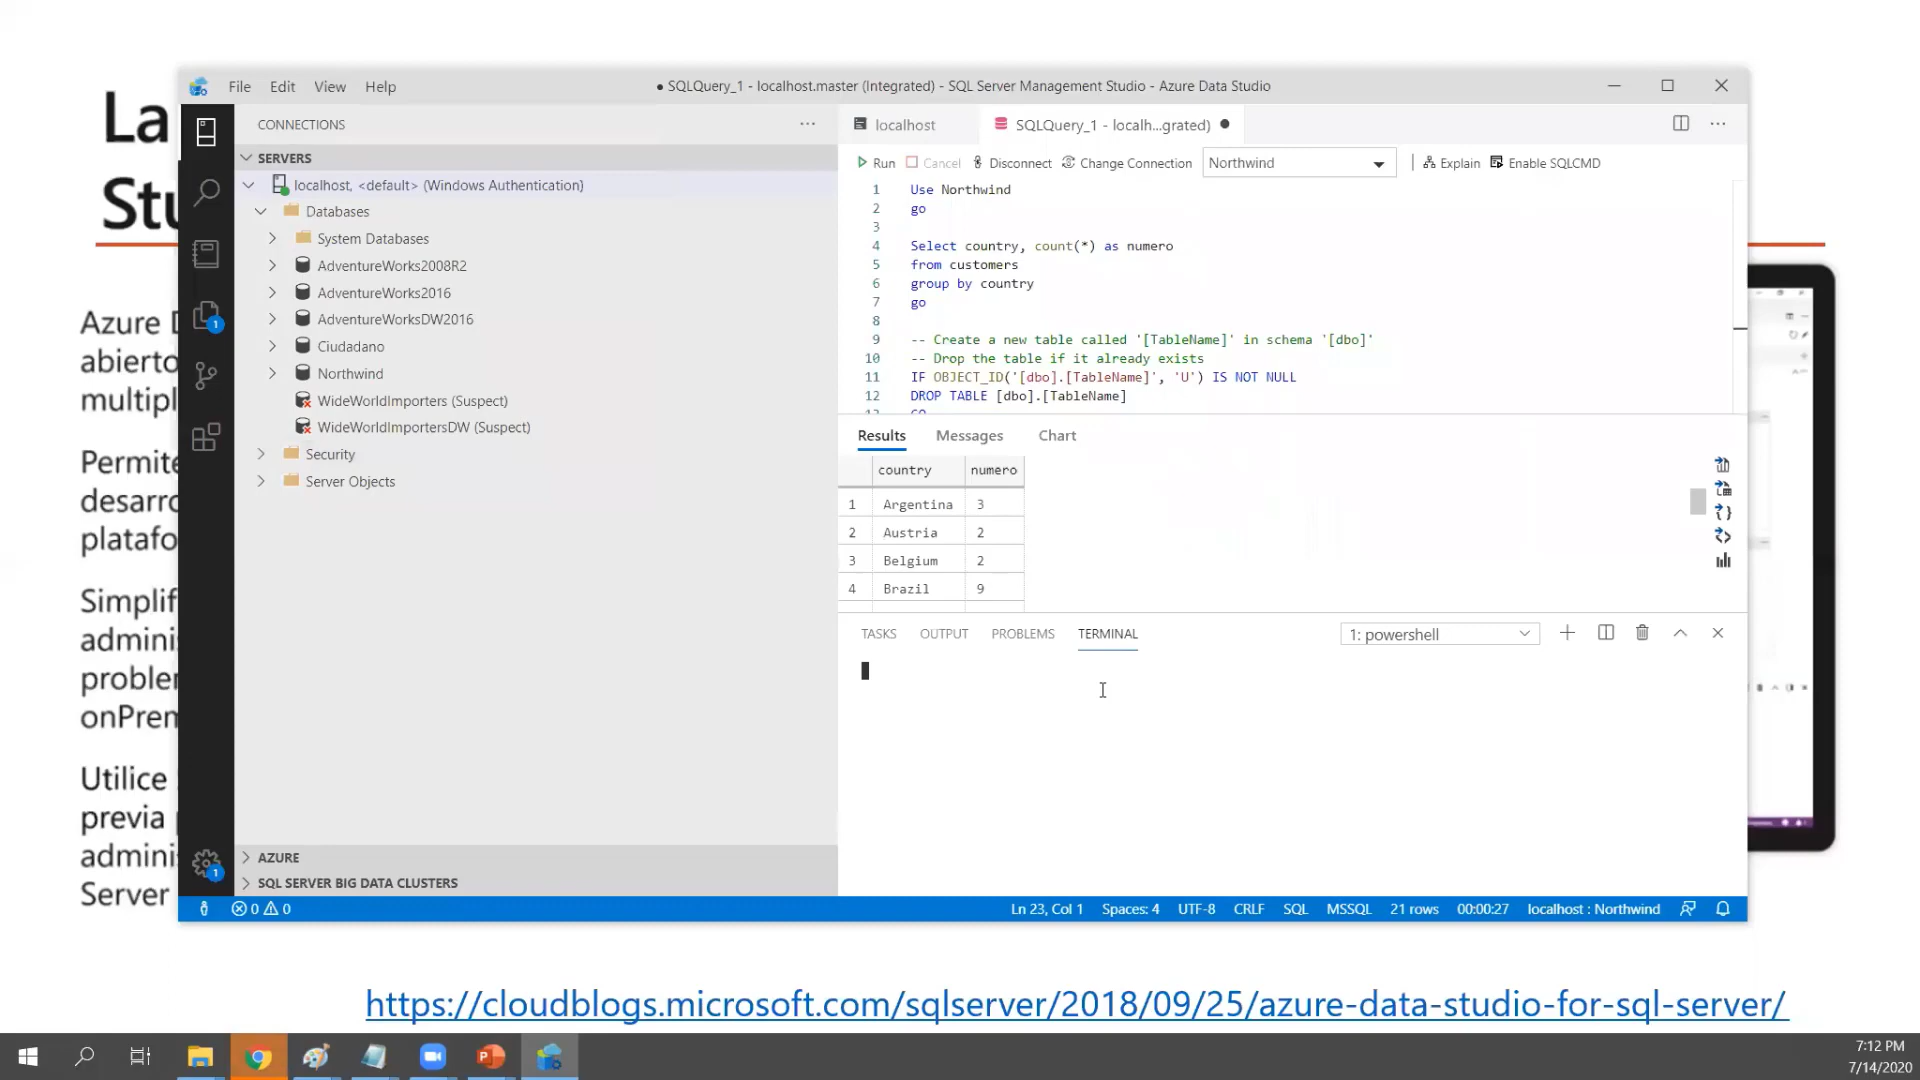 La
Stu
Azure D
abierto
multipl
Permite
desarro
platafo
Simplif
adminis
problem
onPrem
Utilice
previa
adminis
Server
File Edit View Help
● SQLQuery_1 - localhost.master (Integrated) - SQL Server Management Studio - Azure Data Studio
CONNECTIONS
SERVERS
localhost, <default> (Windows Authentication)
Databases
System Databases
AdventureWorks2008R2
AdventureWorks2016
AdventureWorksDW2016
Ciudadano
Northwind
WideWorldImporters (Suspect)
WideWorldImportersDW (Suspect)
Security
Server Objects
AZURE
SQL SERVER BIG DATA CLUSTERS
1
1
localhost SQLQuery_1 - localh...grated) ●
Run Cancel Disconnect Change Connection Northwind Explain Enable SQLCMD
1 Use Northwind
2 go
3
4 Select country, count(*) as numero
5 from customers
6 group by country
7 go
8
9 -- Create a new table called '[TableName]' in schema '[dbo]'
10 -- Drop the table if it already exists
11 IF OBJECT_ID('[dbo].[TableName]', 'U') IS NOT NULL
12 DROP TABLE [dbo].[TableName]
Results Messages Chart
country numero
1 Argentina 3
2 Austria 2
3 Belgium 2
4 Brazil 9
TASKS OUTPUT PROBLEMS TERMINAL 1: powershell
0 0 Ln 23, Col 1 Spaces: 4 UTF-8 CRLF SQL MSSQL 21 rows 00:00:27 localhost : Northwind
https://cloudblogs.microsoft.com/sqlserver/2018/09/25/azure-data-studio-for-sql-server/
7:12 PM
7/14/2020